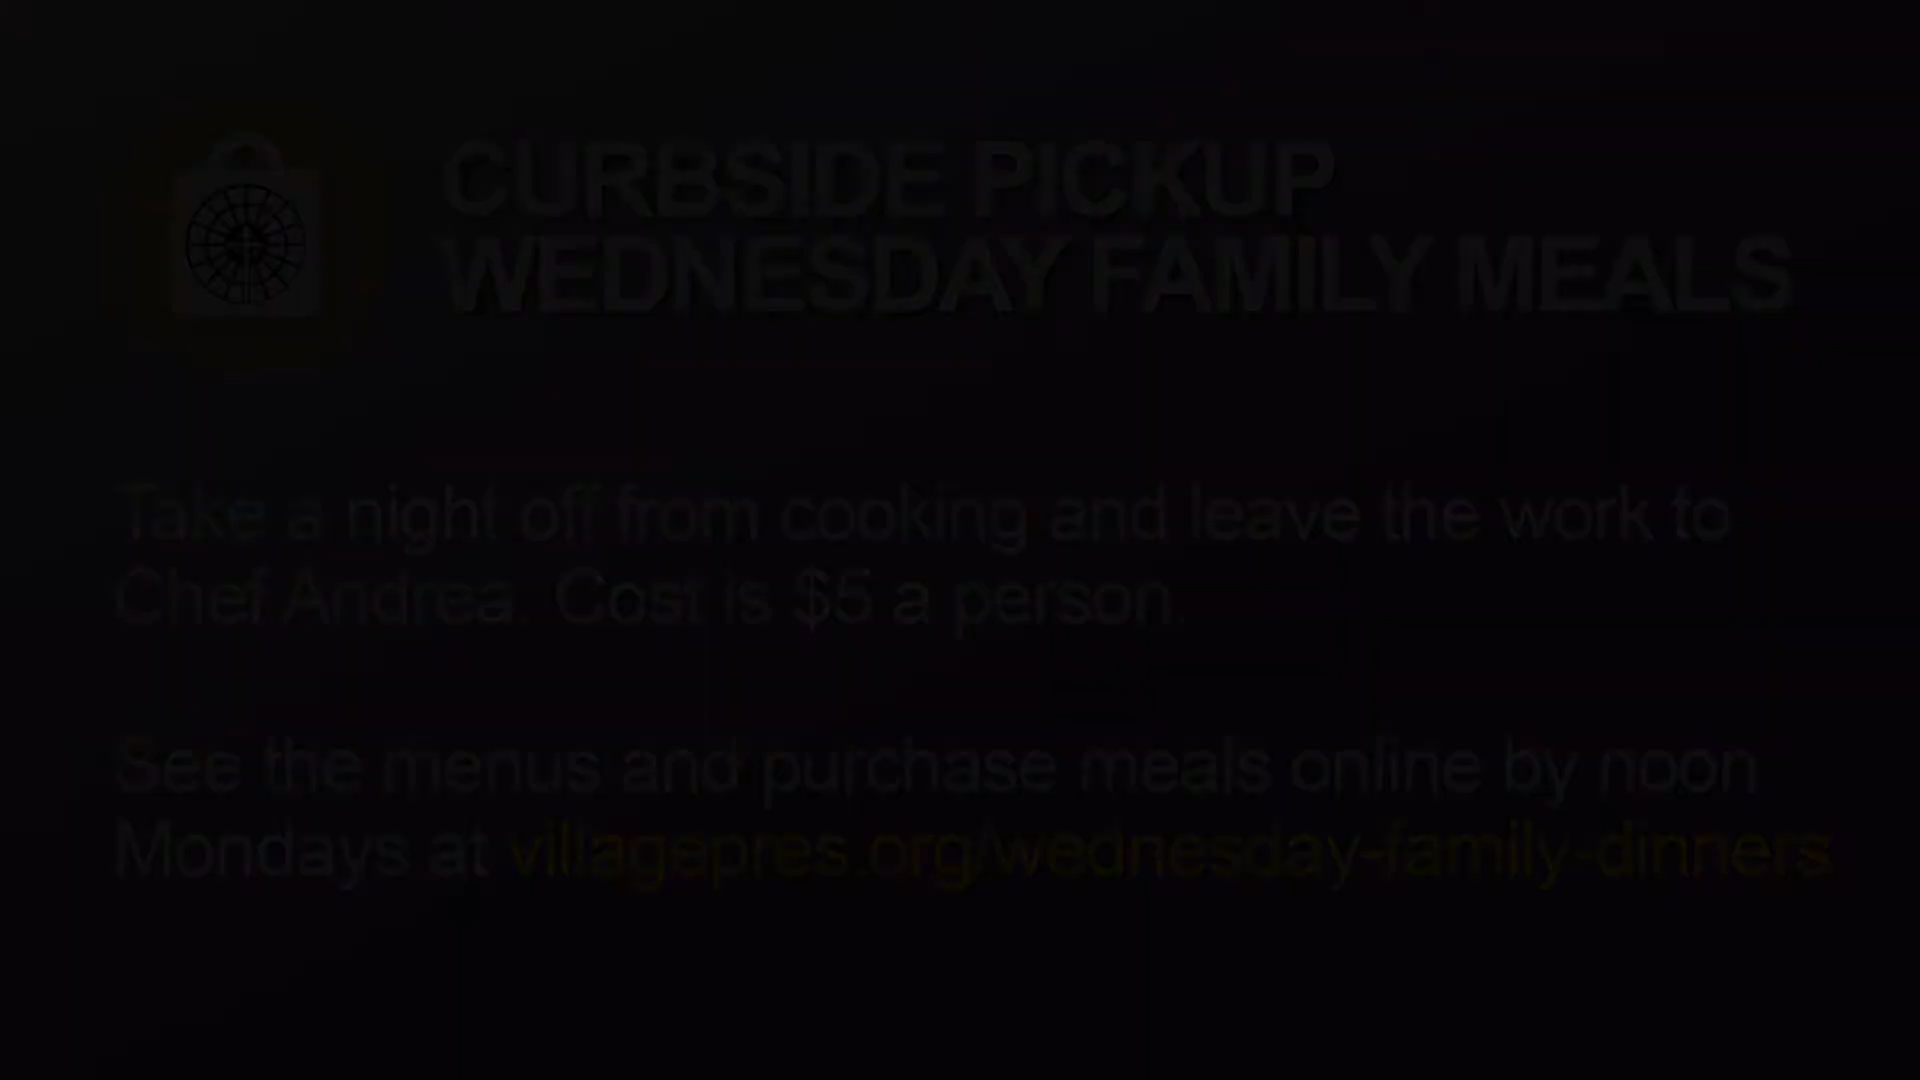 CURBSIDE PICKUP
WEDNESDAY FAMILY MEALS
Take a night off from cooking and leave the work to
Chef Andrea. Cost is $5 a person.
See the menus and purchase meals online by noon
Mondays at villagepres.org/wednesday-family-dinners